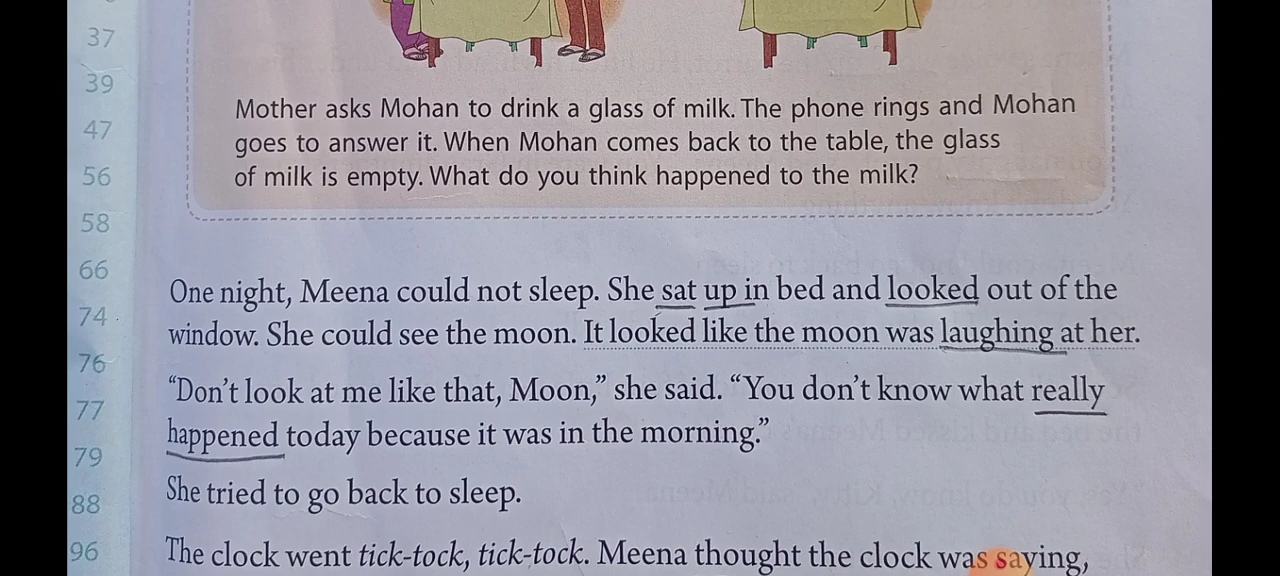 37
39
47
56
58
66
74
76
77
79
88
96
Mother asks Mohan to drink a glass of milk. The phone rings and Mohan
goes to answer it. When Mohan comes back to the table, the glass
of milk is empty. What do you think happened to the milk?
One night, Meena could not sleep. She sat up in bed and looked out of the
window. She could see the moon. It looked like the moon was laughing at her.
“Don’t look at me like that, Moon,” she said. “You don’t know what really
happened today because it was in the morning.”
She tried to go back to sleep.
The clock went tick-tock, tick-tock. Meena thought the clock was saying,